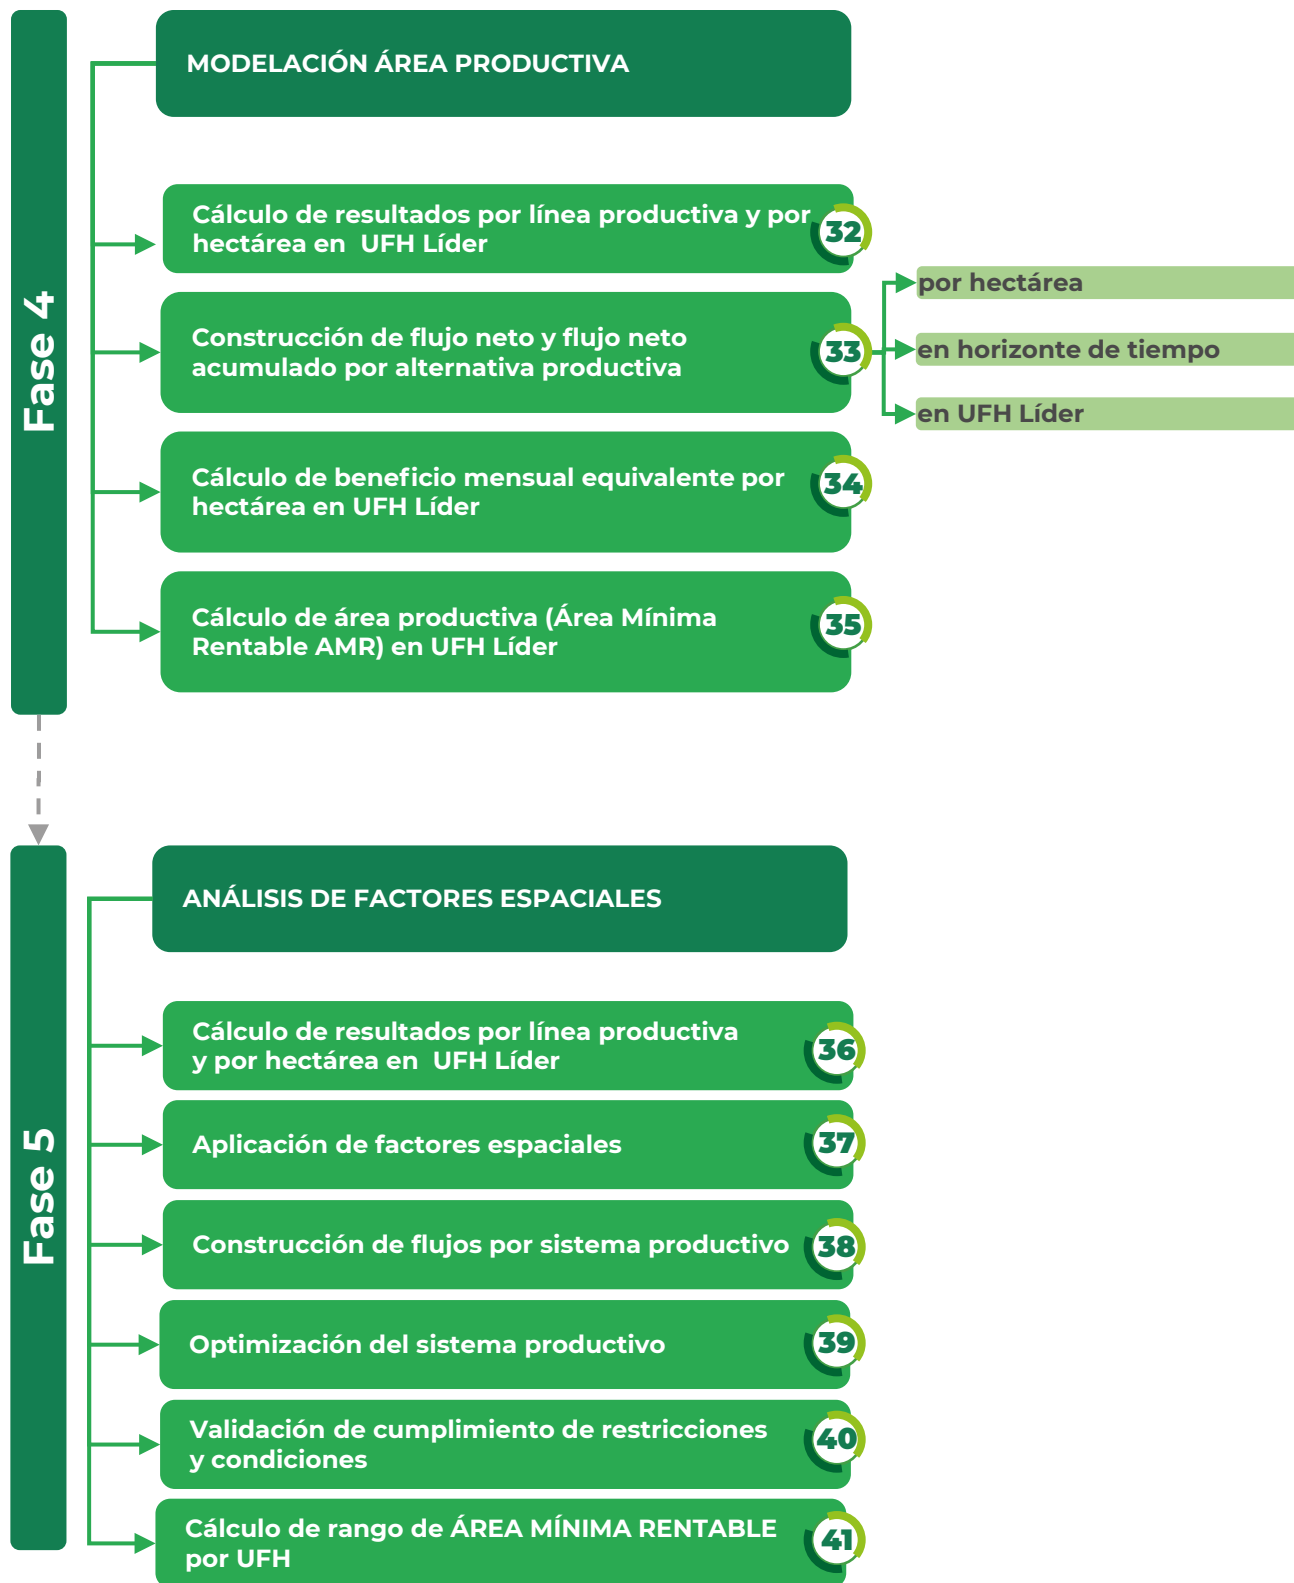 Fase 4
MODELACIÓN ÁREA PRODUCTIVA
Cálculo de resultados por línea productiva y por
hectárea en UFH Líder
32
Construcción de flujo neto y flujo neto
acumulado por alternativa productiva
33
por hectárea
en horizonte de tiempo
en UFH Líder
Cálculo de beneficio mensual equivalente por
hectárea en UFH Líder
34
Cálculo de área productiva (Área Mínima
Rentable AMR) en UFH Líder
35
Fase 5
ANÁLISIS DE FACTORES ESPACIALES
Cálculo de resultados por línea productiva
y por hectárea en UFH Líder
36
Aplicación de factores espaciales
37
Construcción de flujos por sistema productivo
38
Optimización del sistema productivo
39
Validación de cumplimiento de restricciones
y condiciones
40
Cálculo de rango de ÁREA MÍNIMA RENTABLE
por UFH
41